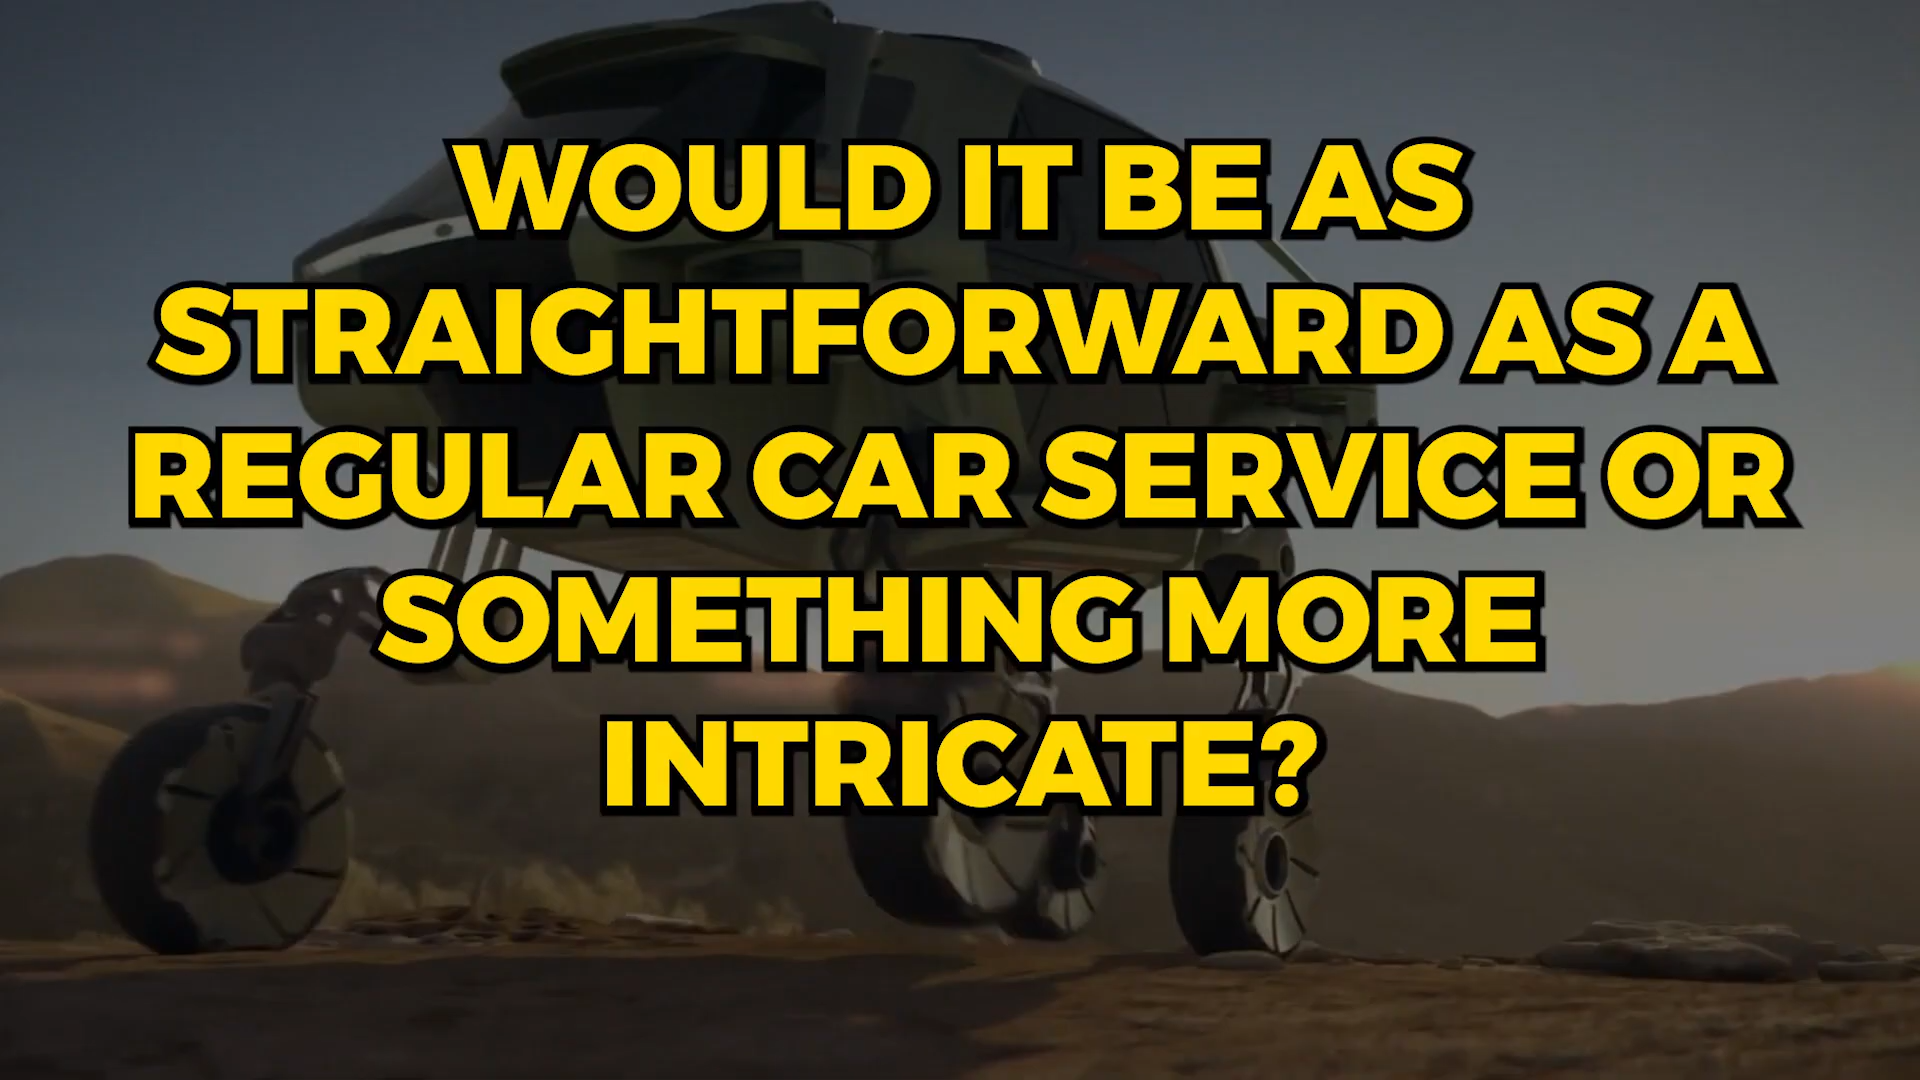 WOULD IT BE AS
STRAIGHTFORWARD AS A
REGULAR CAR SERVICE OR
SOMETHING MORE
INTRICATE?